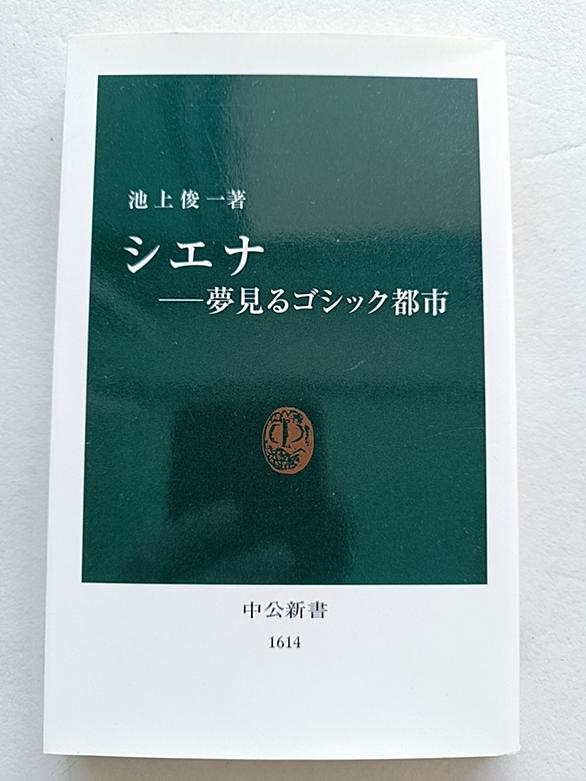 池上俊一著
シエナ
──夢見るゴシック都市
中公新書
1614